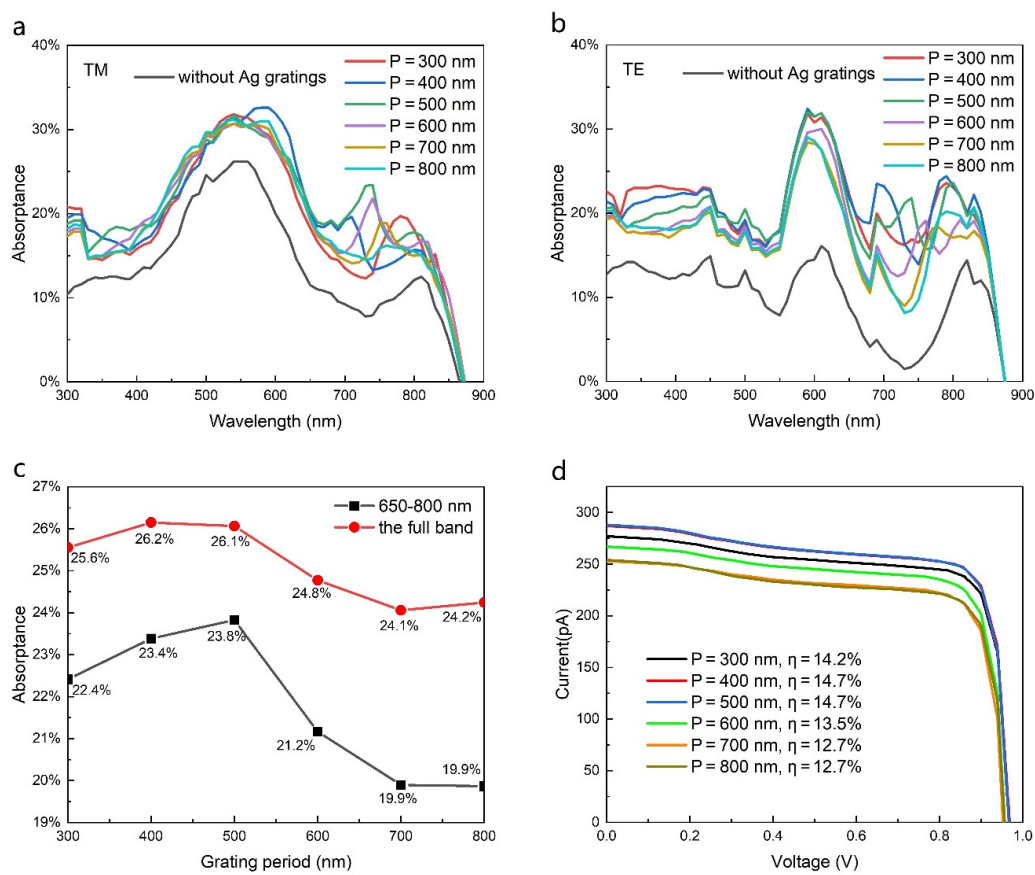 a
40%
30%
20%
10%
0%
Absorptance
TM
without Ag gratings
P = 300 nm
P = 400 nm
P = 500 nm
P = 600 nm
P = 700 nm
P = 800 nm
300 400 500 600 700 800 900
Wavelength (nm)
b
40%
30%
20%
10%
0%
Absorptance
TE
without Ag gratings
P = 300 nm
P = 400 nm
P = 500 nm
P = 600 nm
P = 700 nm
P = 800 nm
300 400 500 600 700 800 900
Wavelength (nm)
c
27%
26%
25%
24%
23%
22%
21%
20%
19%
Absorptance
650-800 nm
the full band
25.6%
26.2%
26.1%
24.8%
24.1%
24.2%
22.4%
23.4%
23.8%
21.2%
19.9%
19.9%
300 400 500 600 700 800
Grating period (nm)
d
300
250
200
150
100
50
0
Current(pA)
P = 300 nm, η = 14.2%
P = 400 nm, η = 14.7%
P = 500 nm, η = 14.7%
P = 600 nm, η = 13.5%
P = 700 nm, η = 12.7%
P = 800 nm, η = 12.7%
0.0 0.2 0.4 0.6 0.8 1.0
Voltage (V)